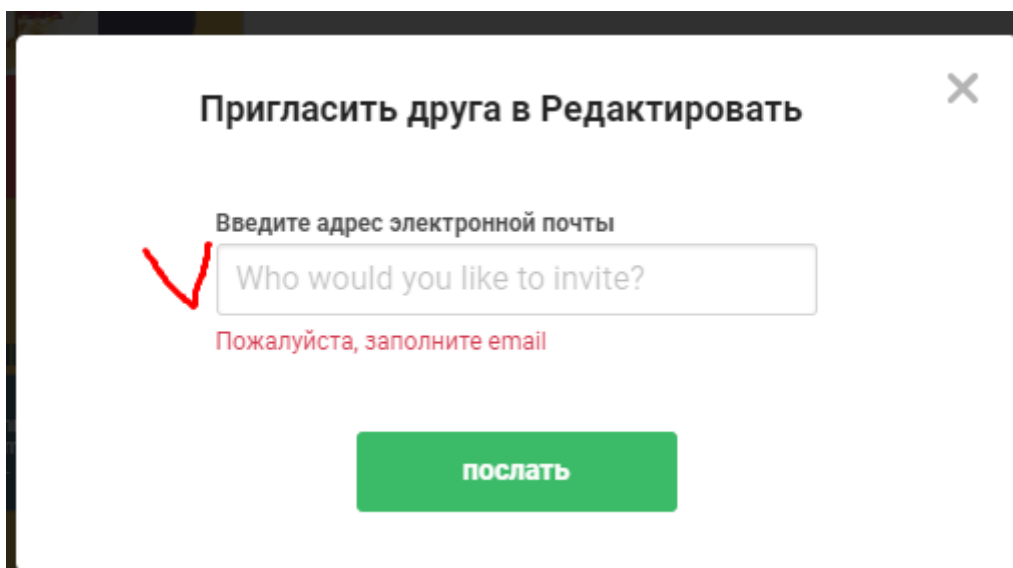 Пригласить друга в Редактировать
Введите адрес электронной почты
Who would you like to invite?
Пожалуйста, заполните email
послать